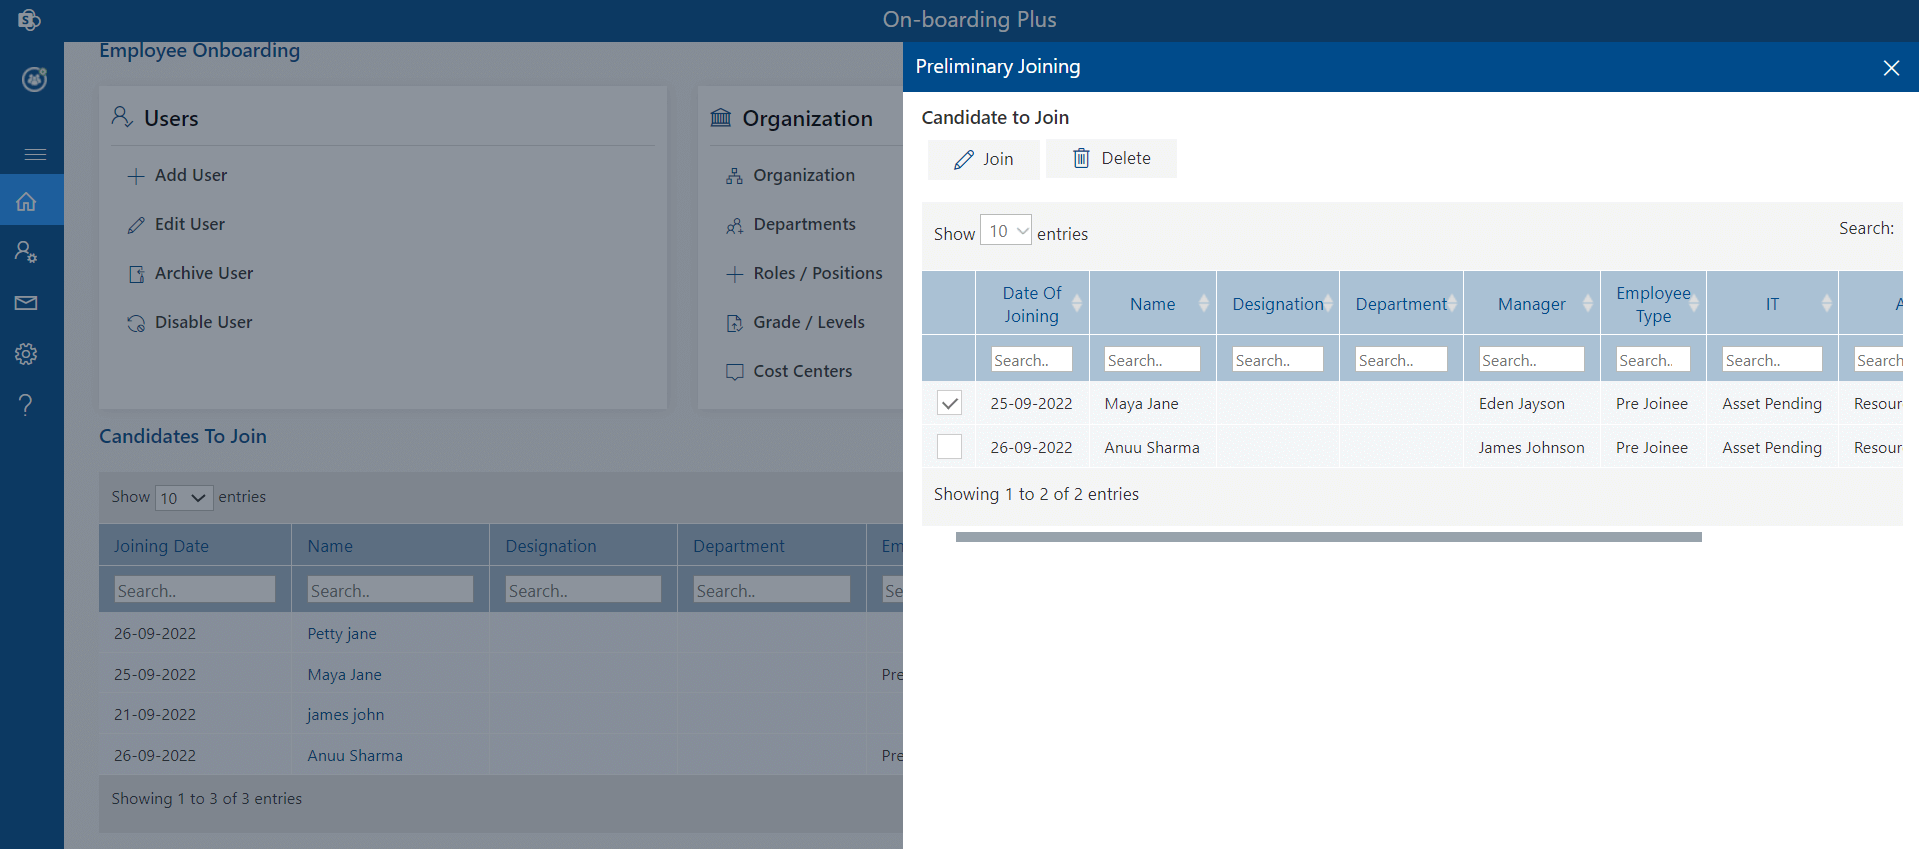 On-boarding Plus
Employee Onboarding
Users
Add User
Edit User
Archive User
Disable User
Organization
Organization
Departments
Roles / Positions
Grade / Levels
Cost Centers
Candidates To Join
Show 10 entries
Joining Date Name Designation Department Em
Search.. Search.. Search.. Search.. Se
26-09-2022 Petty jane
25-09-2022 Maya Jane Pre
21-09-2022 james john
26-09-2022 Anuu Sharma Pre
Showing 1 to 3 of 3 entries
Preliminary Joining
Candidate to Join
Join Delete
Show 10 entries Search:
Date Of Joining Name Designation Department Manager Employee Type IT A
Search.. Search.. Search.. Search.. Search.. Search.. Search.. Search
25-09-2022 Maya Jane Eden Jayson Pre Joinee Asset Pending Resour
26-09-2022 Anuu Sharma James Johnson Pre Joinee Asset Pending Resour
Showing 1 to 2 of 2 entries